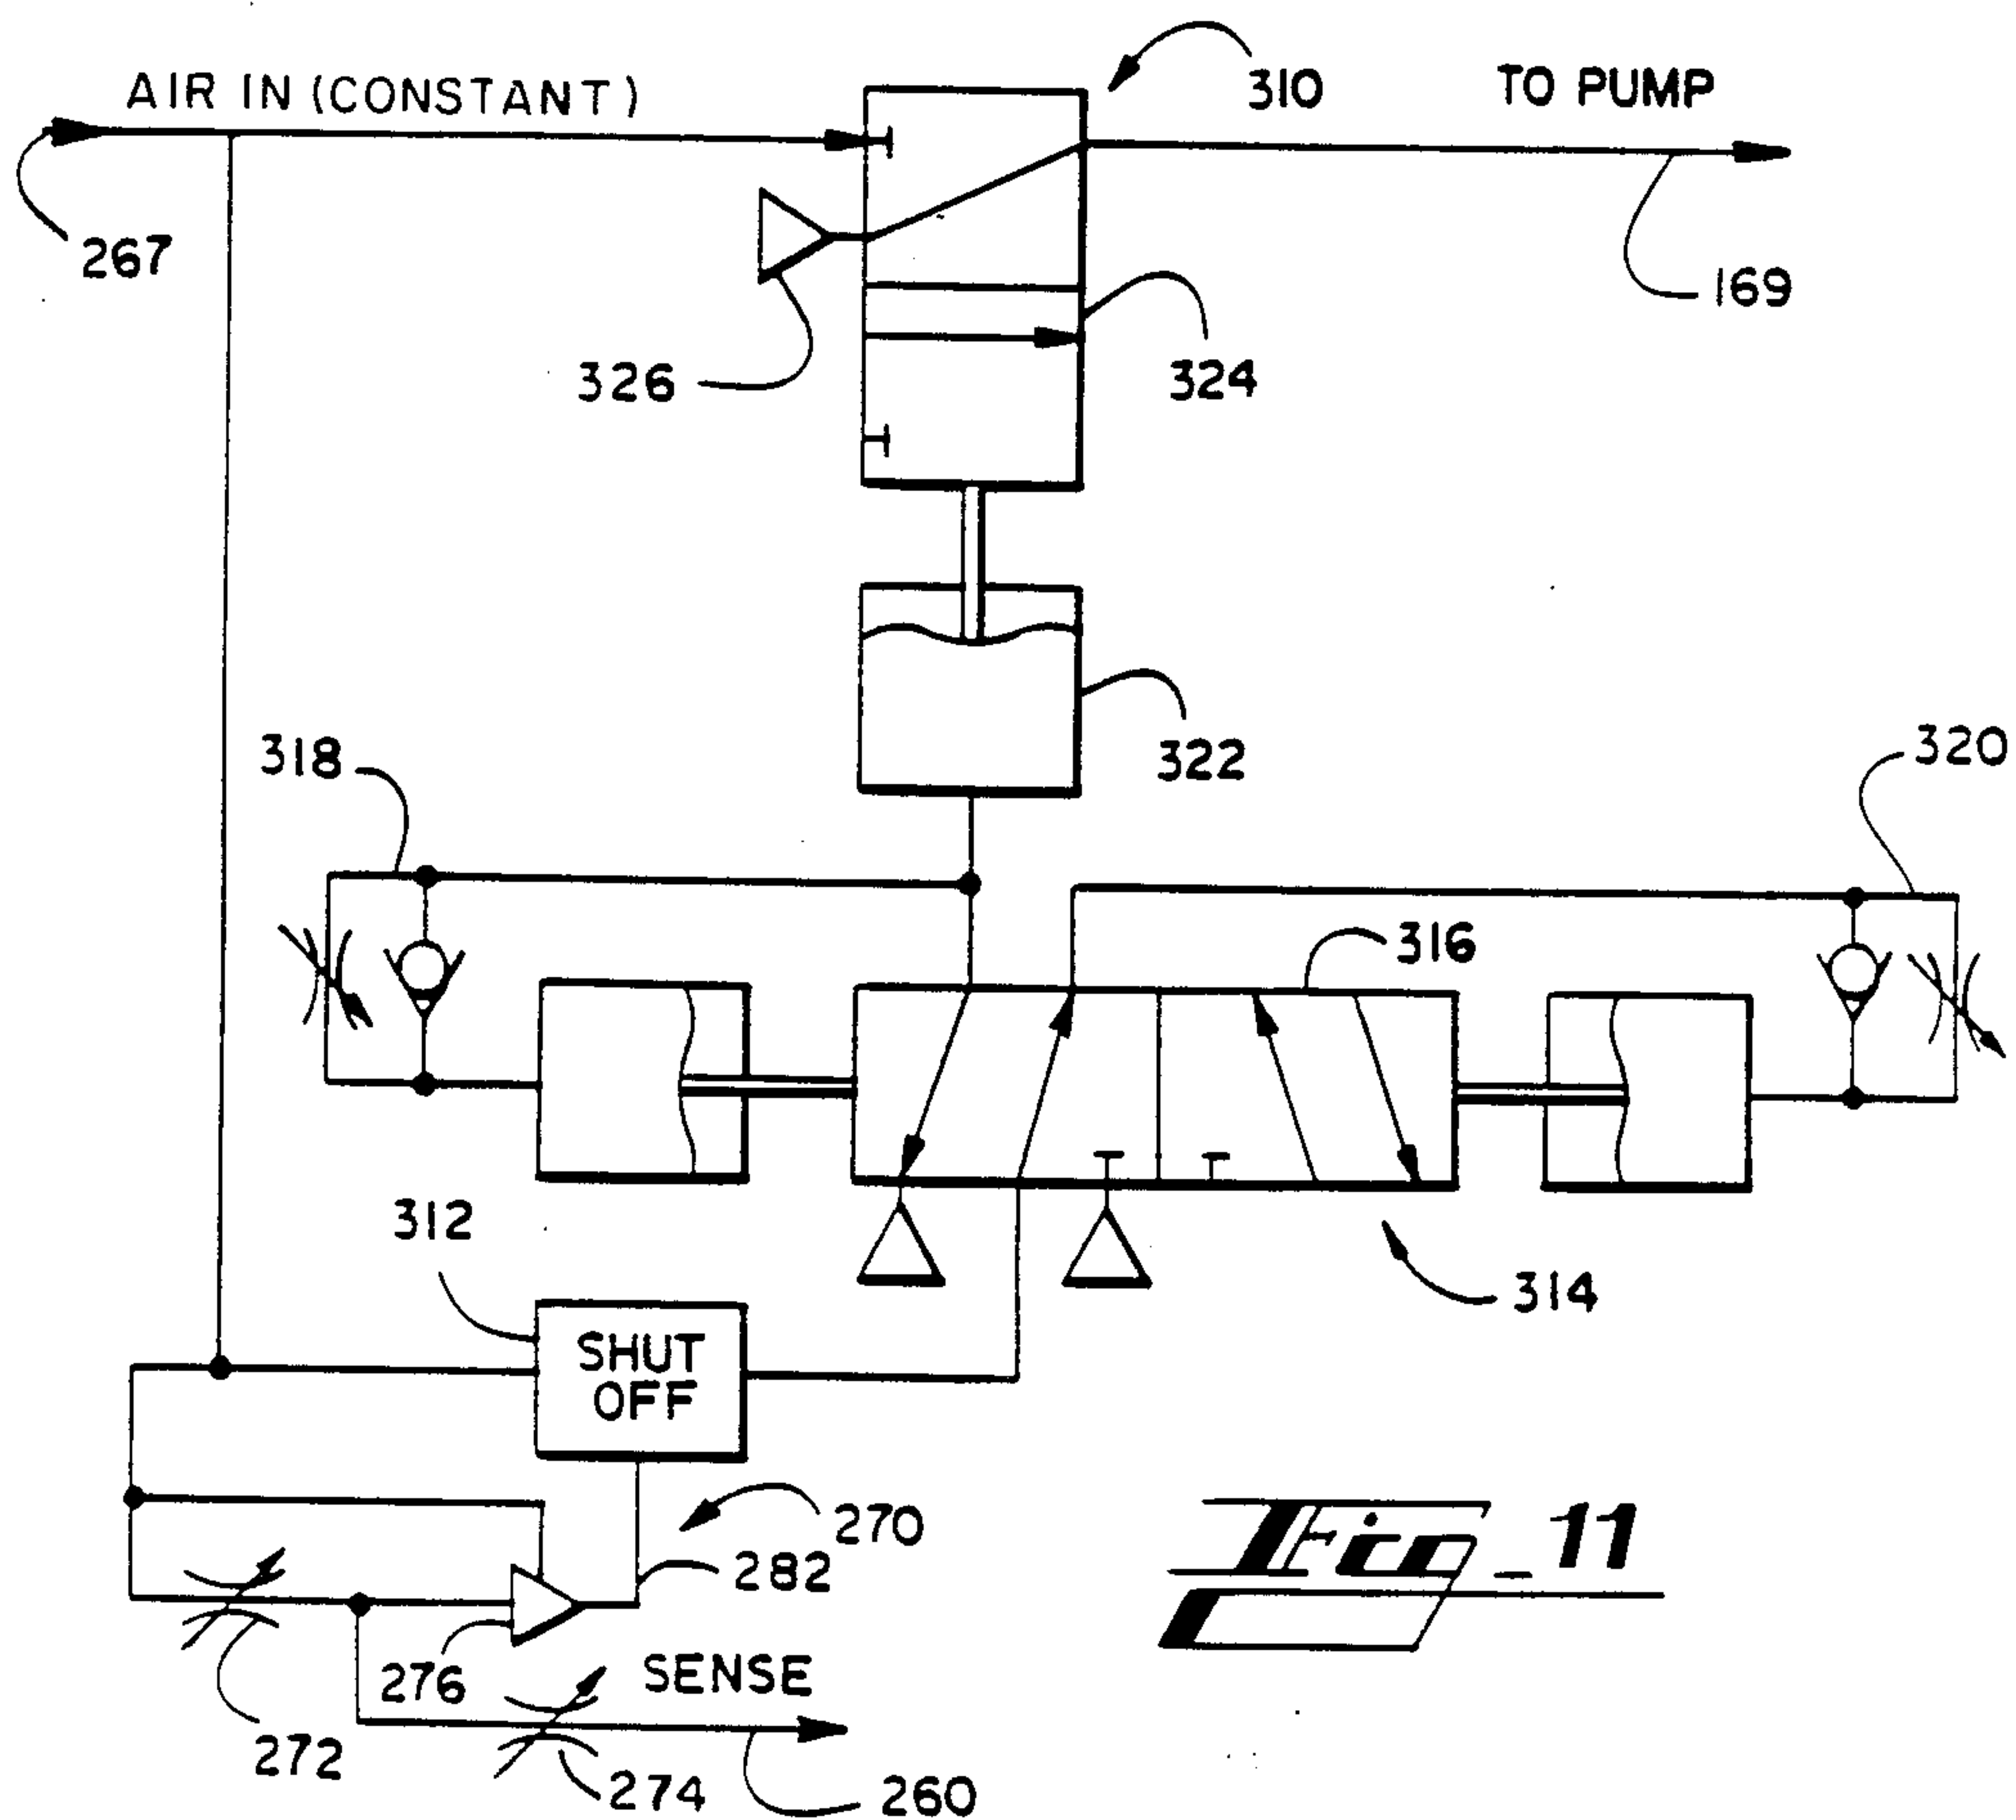 AIR IN (CONSTANT)
310
TO PUMP
267
169
326
324
318
322
320
316
312
314
SHUT
OFF
270
282
276
SENSE
272
274
260
Fig_11